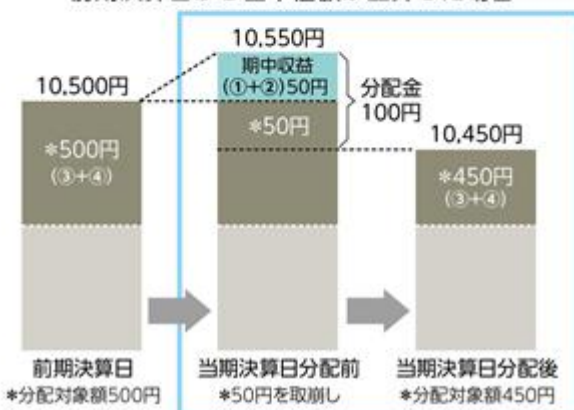 10,550円
期中収益
(①+②)50円
分配金
100円
10,500円
*50円
10,450円
*500円
(③+④)
*450円
(③+④)
前期決算日
当期決算日分配前
当期決算日分配後
*分配対象額500円
*50円を取崩し
*分配対象額450円